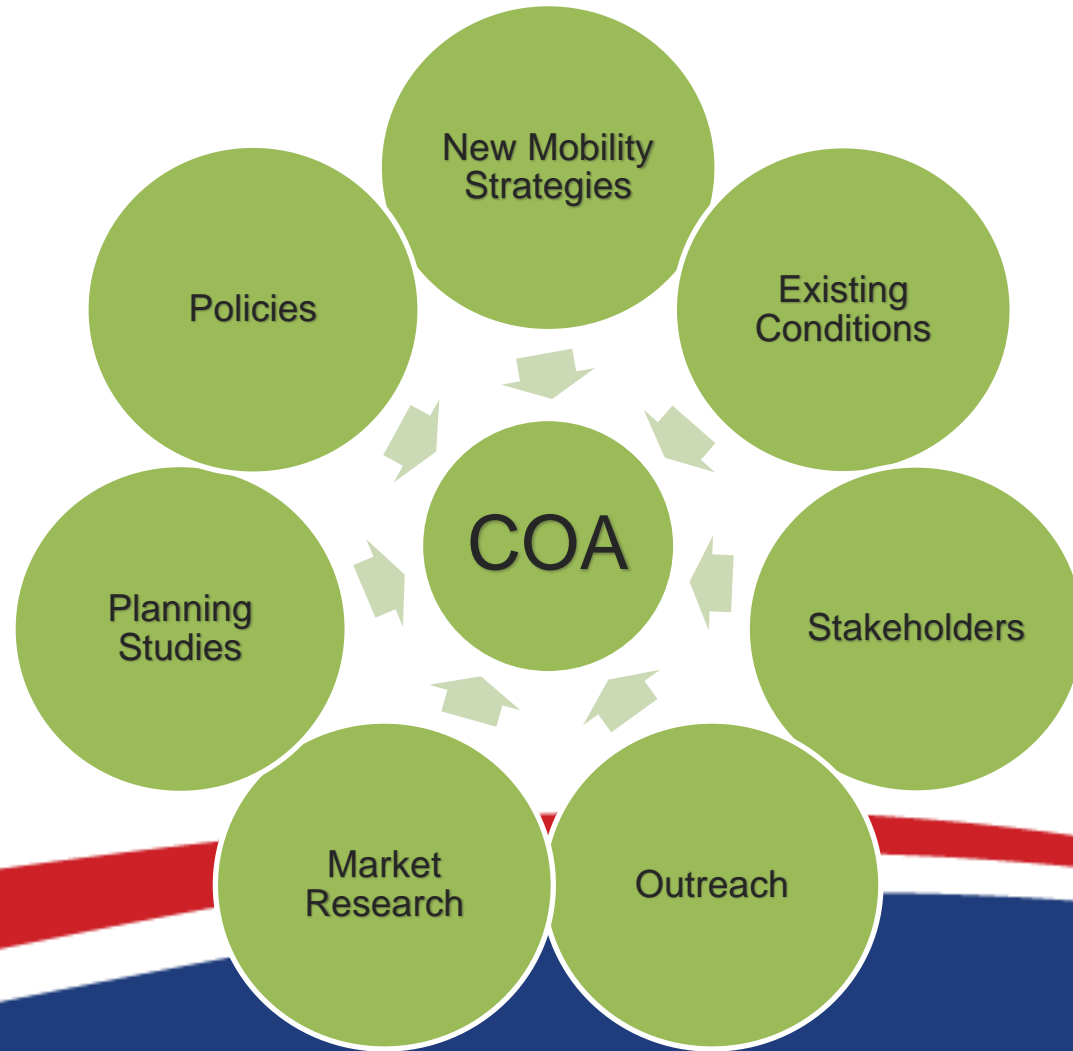 New Mobility
Strategies
Existing
Conditions
Stakeholders
Outreach
Market
Research
Planning
Studies
Policies
COA